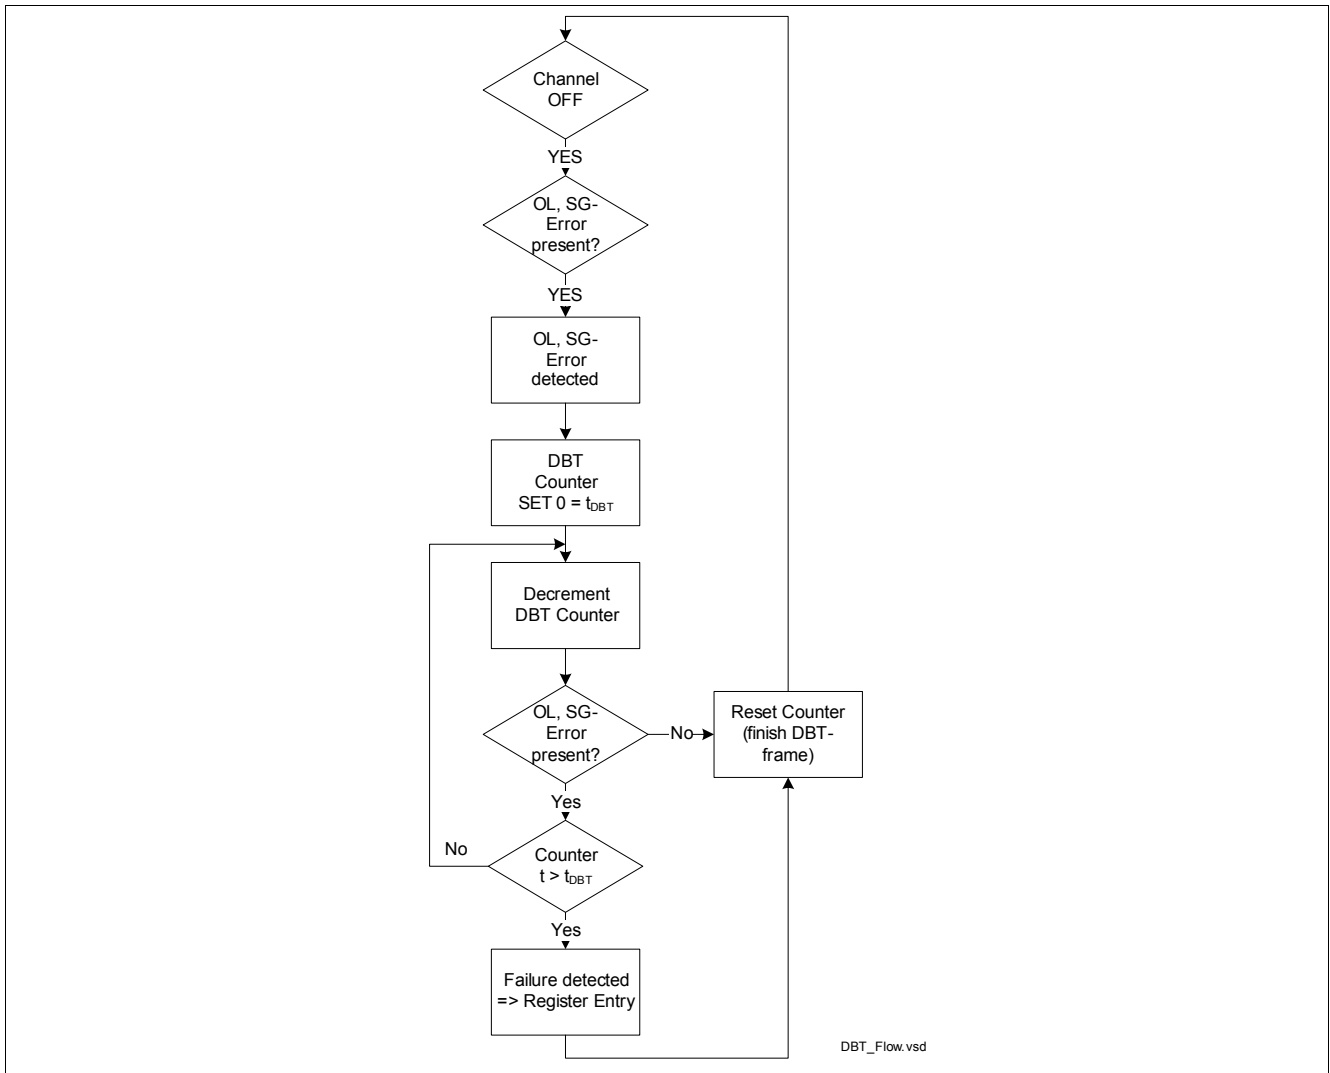 Channel
OFF
YES
OL, SG-
Error
present?
YES
OL, SG-
Error
detected
DBT
Counter
SET 0 = tDBT
Decrement
DBT Counter
OL, SG-
Error
present?
No
Reset Counter
(finish DBT-
frame)
Yes
No
Counter
t > tDBT
Yes
Failure detected
=> Register Entry
DBT_Flow.vsd